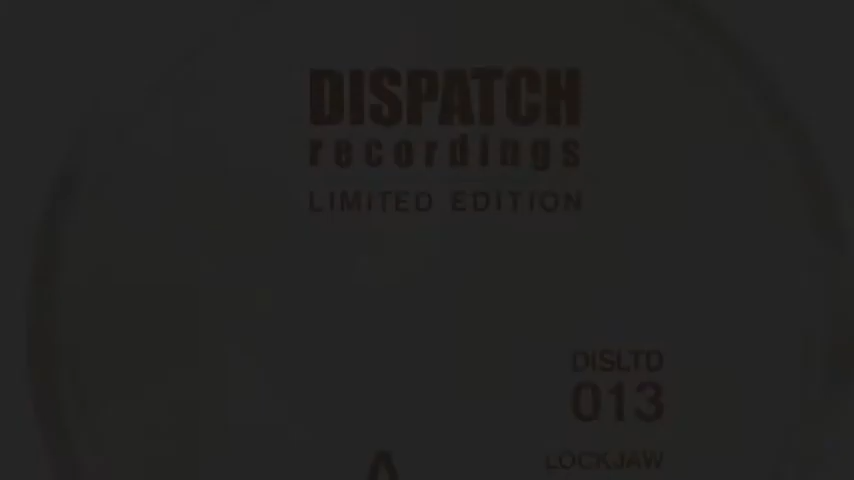 DISPATCH
recordings
LIMITED EDITION
DISLTD
013
A
LOCKJAW